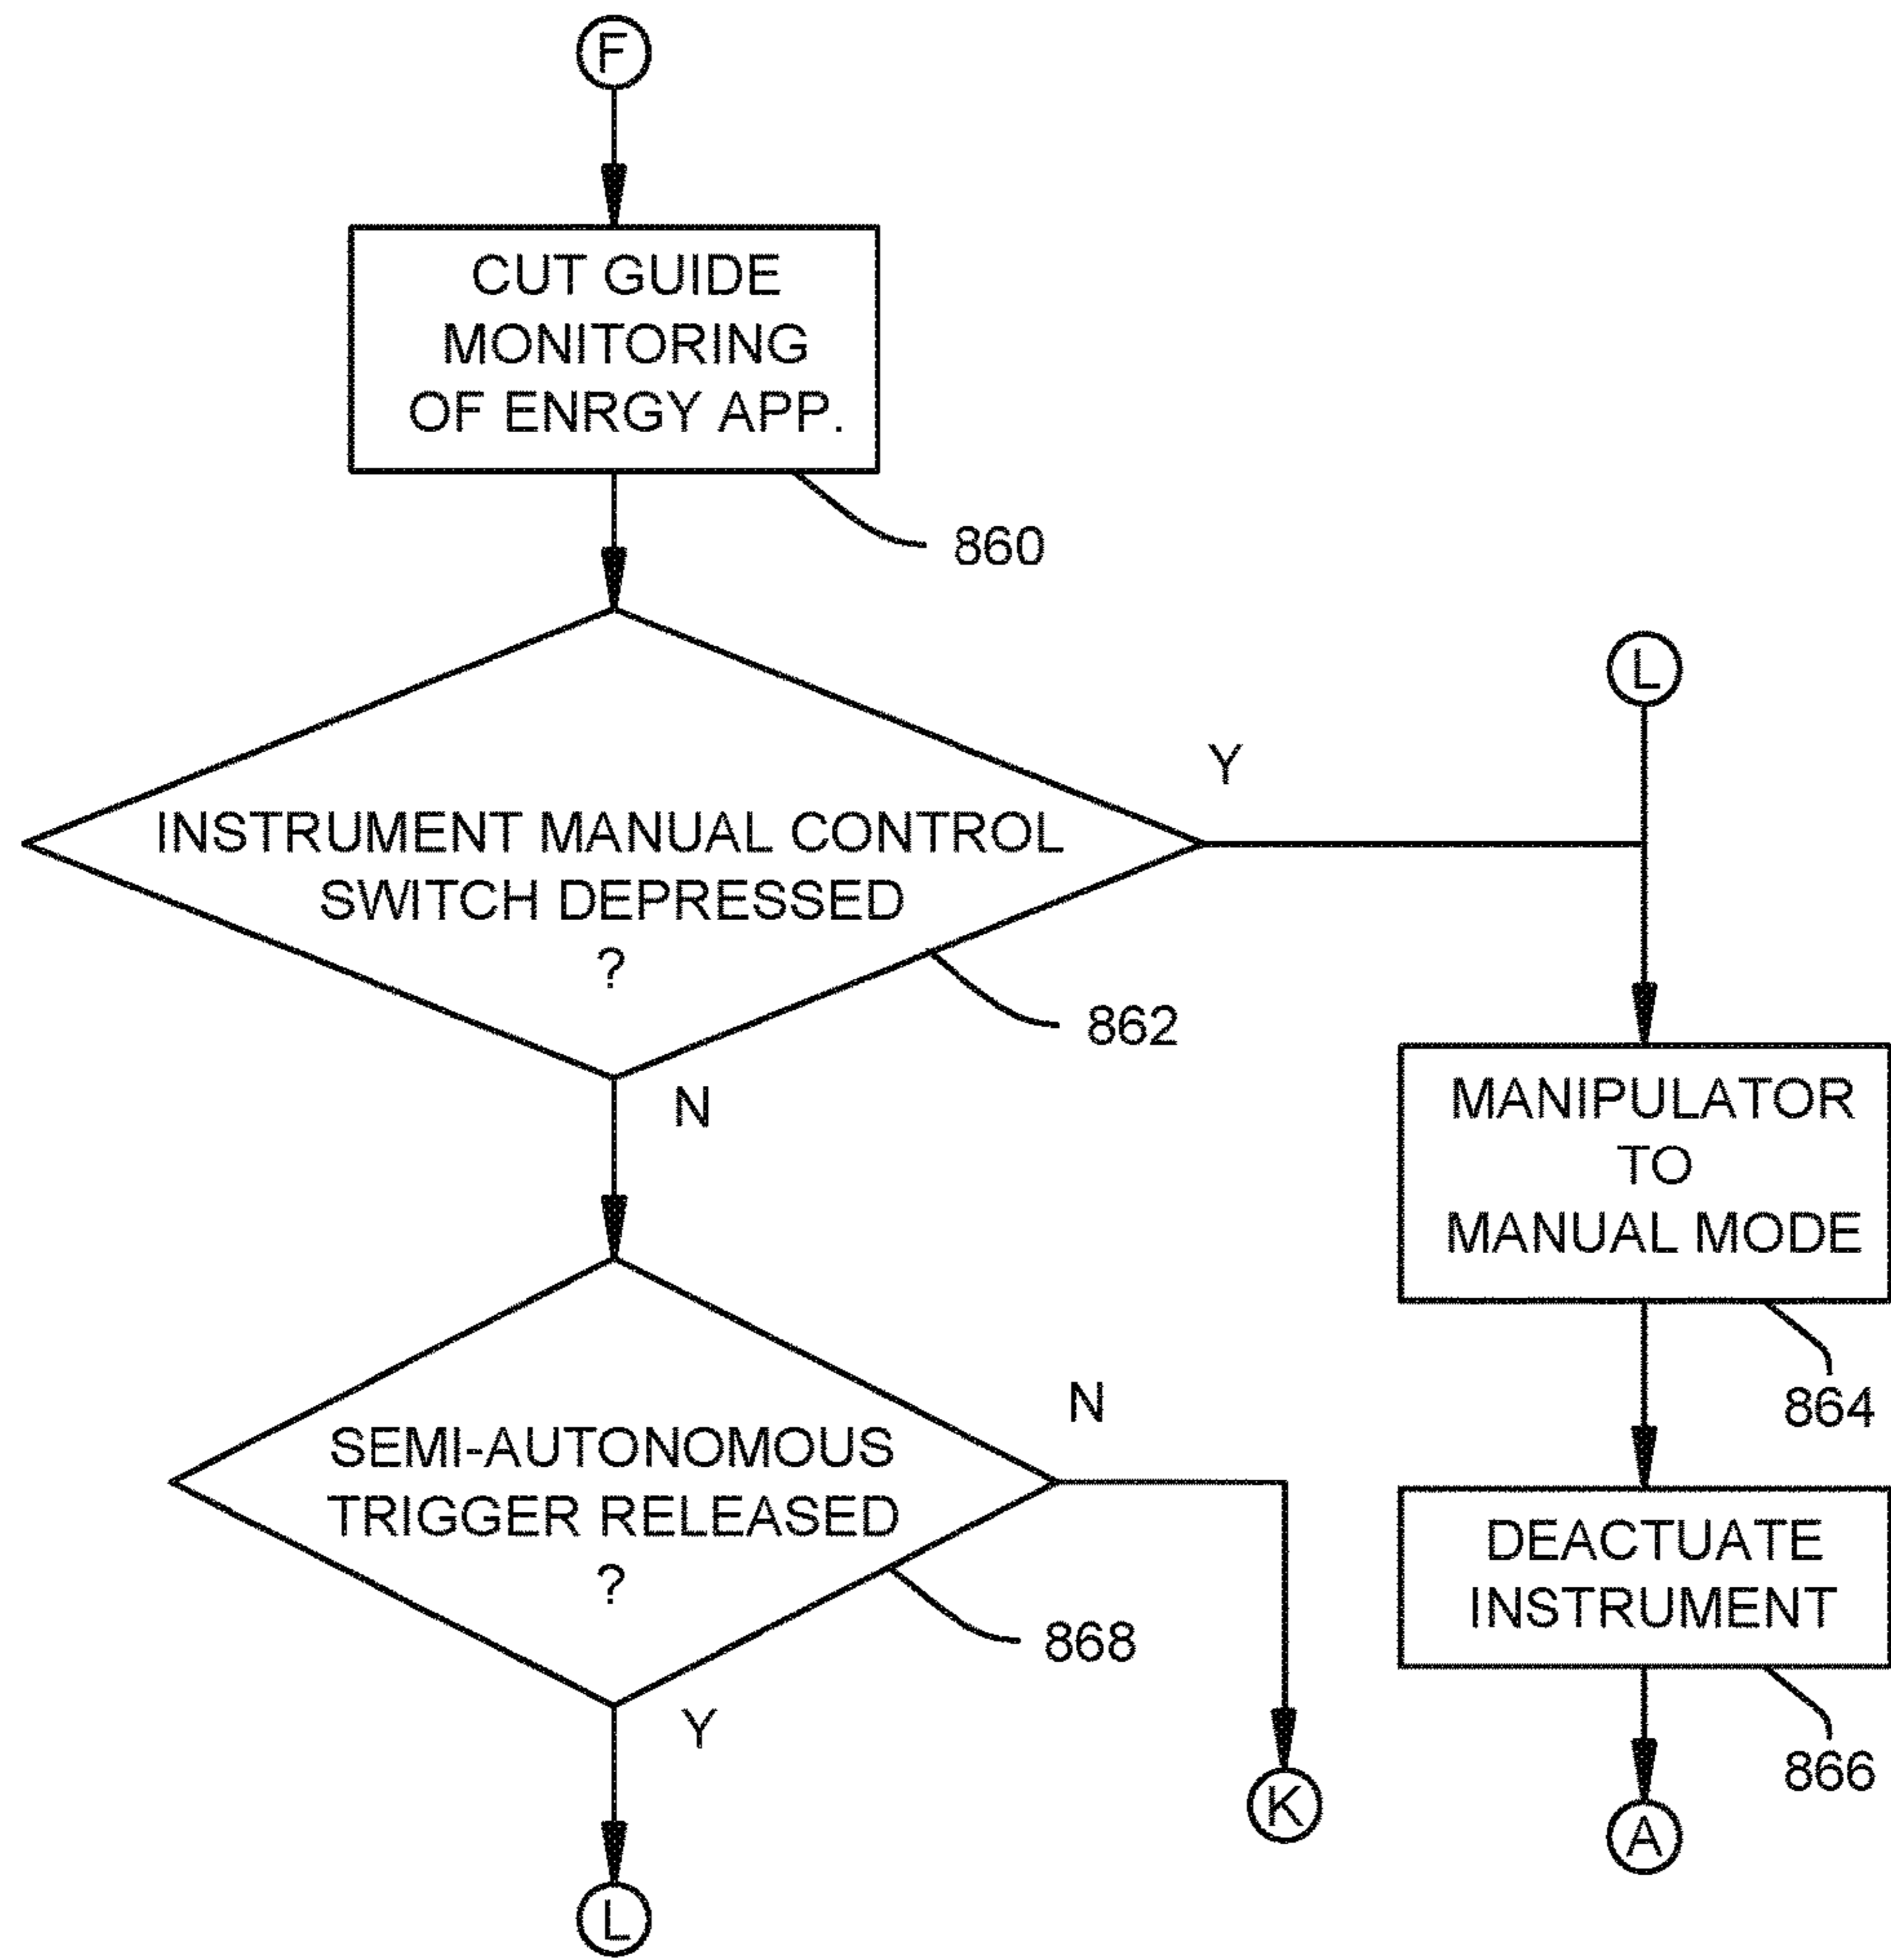 F
CUT GUIDE
MONITORING
OF ENRGY APP.
860
L
Y
INSTRUMENT MANUAL CONTROL
SWITCH DEPRESSED
?
862
N
MANIPULATOR
TO
MANUAL MODE
864
SEMI-AUTONOMOUS
TRIGGER RELEASED
?
N
868
Y
DEACTUATE
INSTRUMENT
866
K
A
L